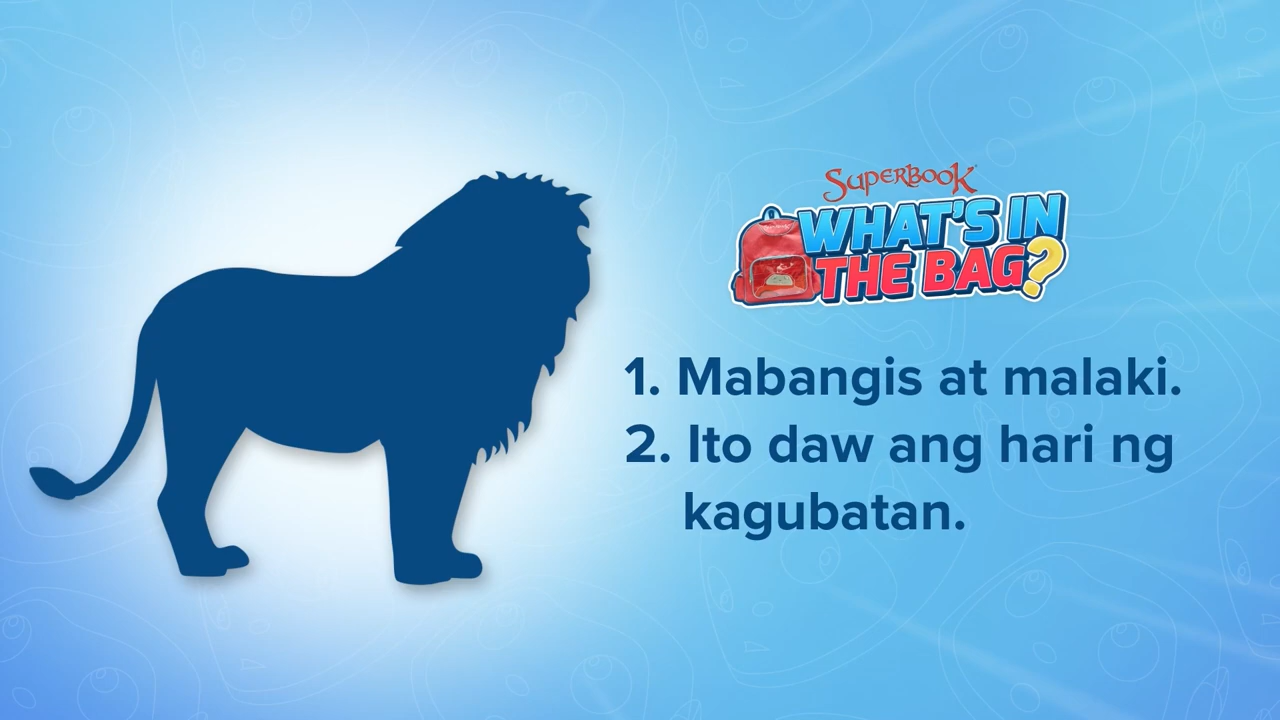 SUPERBOOK
WHAT'S IN
THE BAG?
1. Mabangis at malaki.
2. Ito daw ang hari ng
kagubatan.